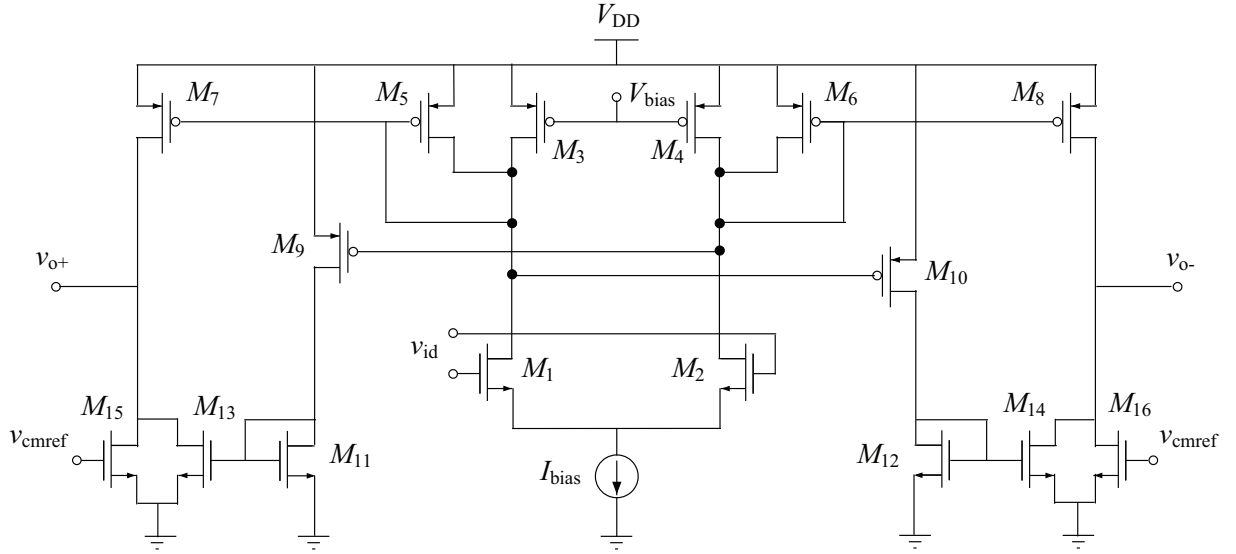 V_DD
M_7
M_5
V_bias
M_6
M_8
M_3
M_4
M_9
v_o+
M_10
v_o-
v_id
M_1
M_2
M_15
M_13
M_14
M_16
v_cmref
M_11
I_bias
M_12
v_cmref